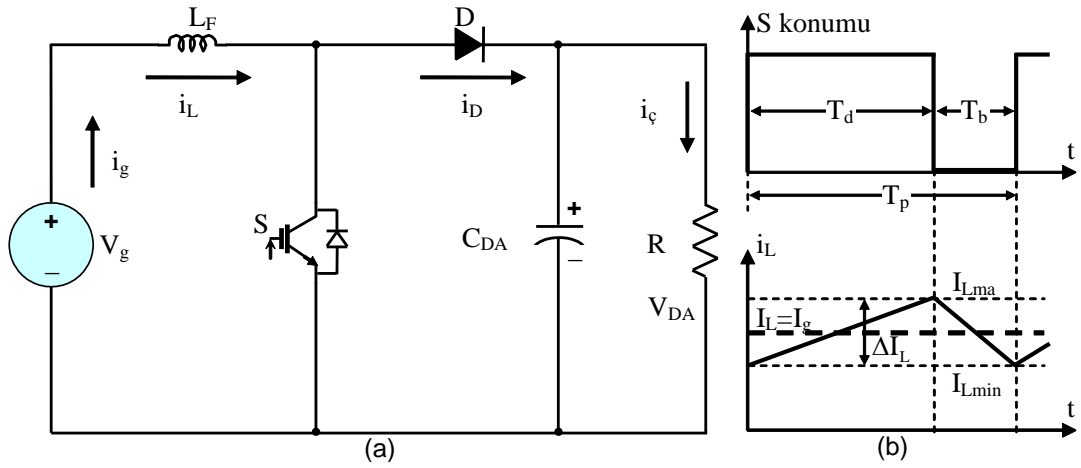 L_F
D
i_L
i_D
i_ç
i_g
+
V_g
−
S
C_DA
+
−
R
V_DA
(a)
S konumu
T_d
T_b
t
T_p
i_L
I_Lma
I_L=I_g
ΔI_L
I_Lmin
t
(b)